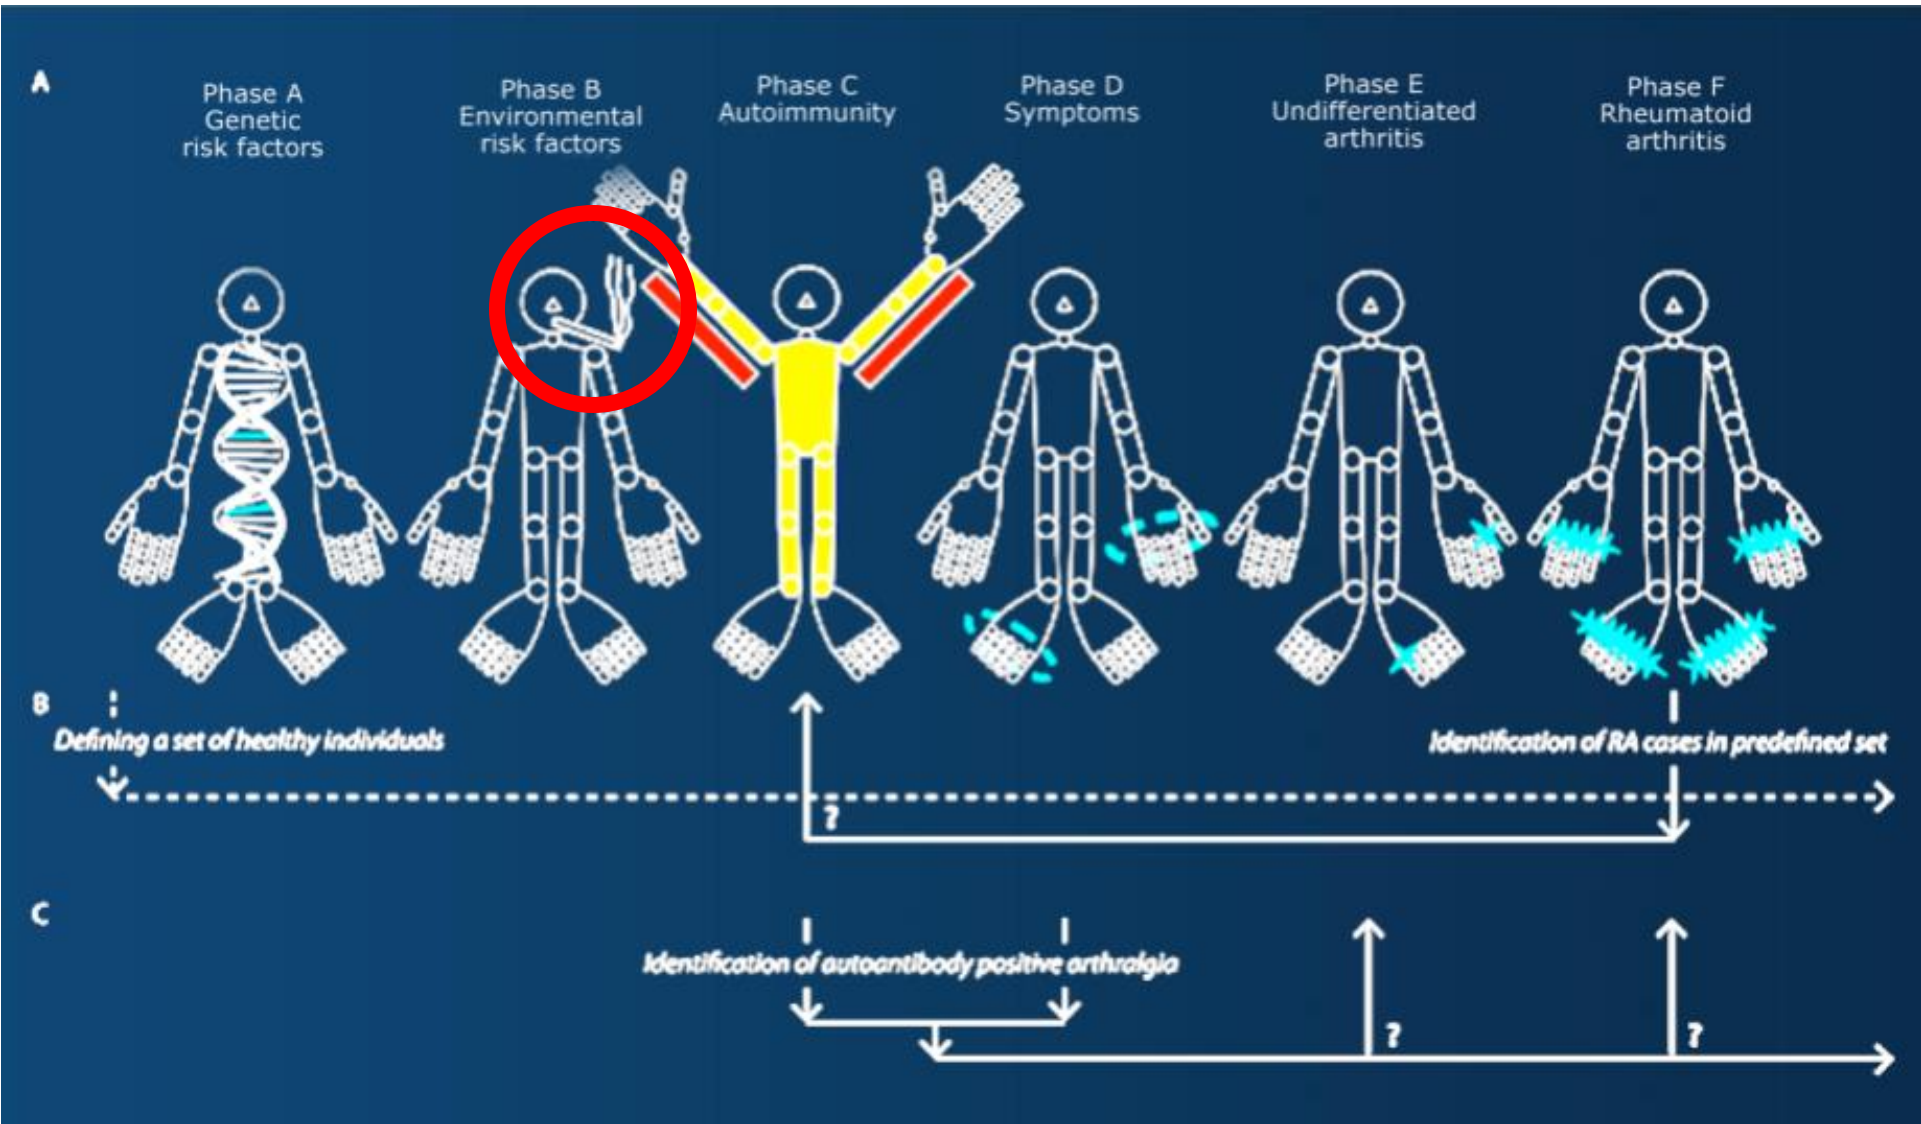 A
Phase A
Genetic
risk factors
Phase B
Environmental
risk factors
Phase C
Autoimmunity
Phase D
Symptoms
Phase E
Undifferentiated
arthritis
Phase F
Rheumatoid
arthritis
B
Defining a set of healthy individuals
Identification of RA cases in predefined set
?
C
Identification of autoantibody positive arthralgia
?
?